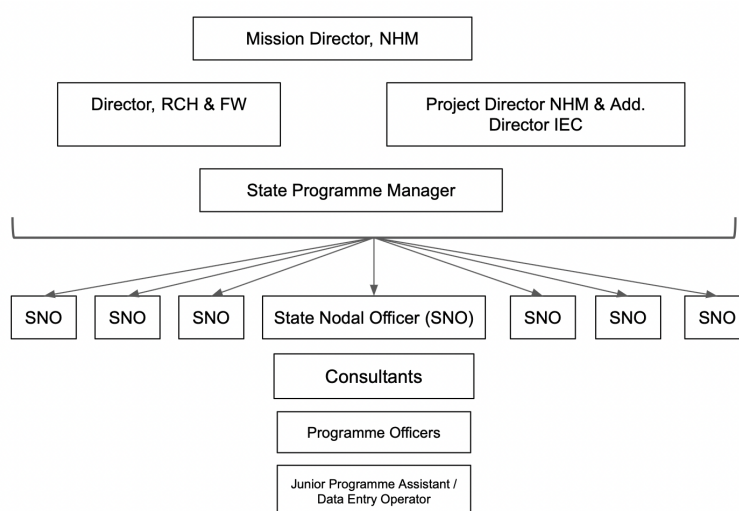 Mission Director, NHM
Director, RCH & FW
Project Director NHM & Add.
Director IEC
State Programme Manager
SNO
SNO
SNO
State Nodal Officer (SNO)
SNO
SNO
SNO
Consultants
Programme Officers
Junior Programme Assistant /
Data Entry Operator